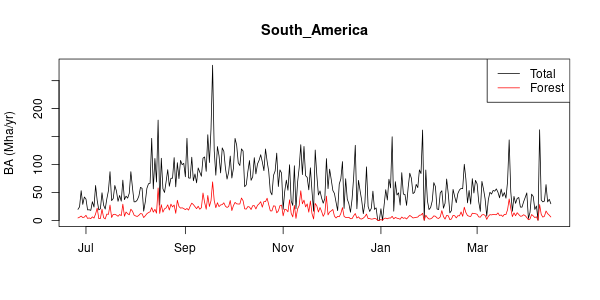 South_America
Total
Forest
BA (Mha/yr)
200
100
50
0
Jul Sep Nov Jan Mar